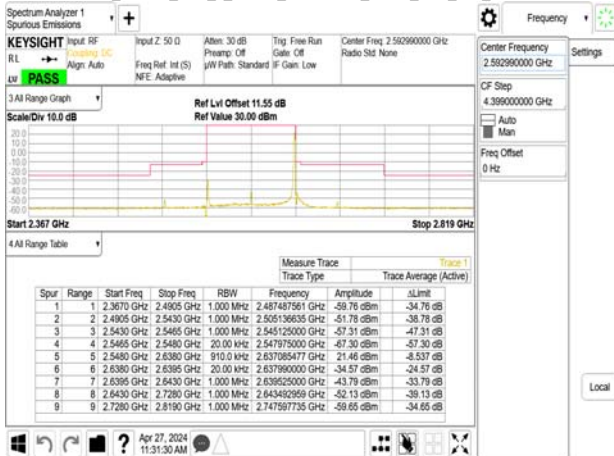 Spectrum Analyzer 1
Spurious Emissions
Frequency
KEYSIGHT Input: RF Input Z: 50 Ω Atten: 30 dB Trig: Free Run Center Freq: 2.592990000 GHz
RL Coupling: DC Preamp: Off Gate: Off Radio Std: None
Align: Auto Freq Ref: Int (S) µW Path: Standard IF Gain: Low
LV PASS NFE: Adaptive
Center Frequency
2.592990000 GHz
Settings
CF Step
4.399000000 GHz
Auto
Man
Freq Offset
0 Hz
Local
3 All Range Graph
Ref Lvl Offset 11.55 dB
Scale/Div 10.0 dB Ref Value 30.00 dBm
20.0
10.0
0.00
-10.0
-20.0
-30.0
-40.0
-50.0
-60.0
Start 2.367 GHz Stop 2.819 GHz
4 All Range Table
Measure Trace Trace 1
Trace Type Trace Average (Active)
Spur Range Start Freq Stop Freq RBW Frequency Amplitude ΔLimit
1 1 2.3670 GHz 2.4905 GHz 1.000 MHz 2.487487561 GHz -59.76 dBm -34.76 dB
2 2 2.4905 GHz 2.5430 GHz 1.000 MHz 2.505136635 GHz -51.78 dBm -38.78 dB
3 3 2.5430 GHz 2.5465 GHz 1.000 MHz 2.545125000 GHz -57.31 dBm -47.31 dB
4 4 2.5465 GHz 2.5480 GHz 20.00 kHz 2.547975000 GHz -67.30 dBm -57.30 dB
5 5 2.5480 GHz 2.6380 GHz 910.0 kHz 2.637085477 GHz 21.46 dBm -8.537 dB
6 6 2.6380 GHz 2.6395 GHz 20.00 kHz 2.637990000 GHz -34.57 dBm -24.57 dB
7 7 2.6395 GHz 2.6430 GHz 1.000 MHz 2.639525000 GHz -43.79 dBm -33.79 dB
8 8 2.6430 GHz 2.7280 GHz 1.000 MHz 2.643492959 GHz -52.13 dBm -39.13 dB
9 9 2.7280 GHz 2.8190 GHz 1.000 MHz 2.747597735 GHz -59.65 dBm -34.65 dB
Apr 27, 2024
11:31:30 AM